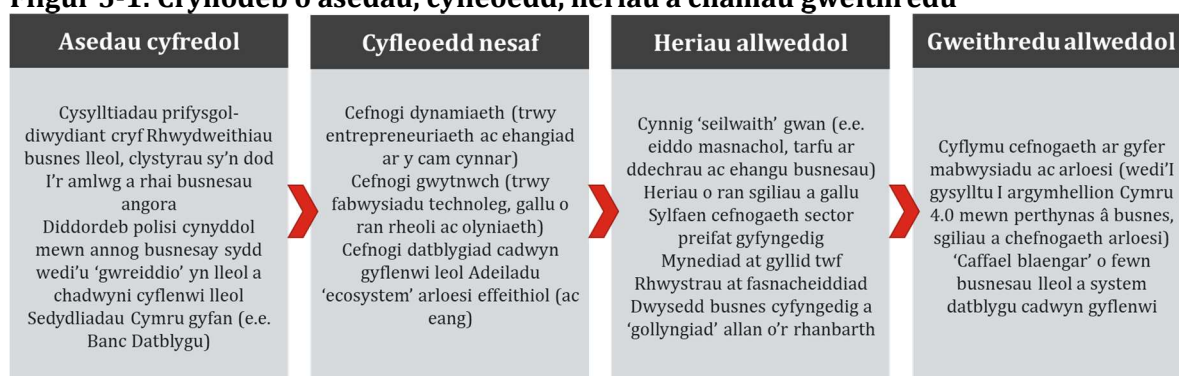 Ffigur 5-1: Crynodeb o asedau, cyfleoedd, heriau a chamau gweithredu
Asedau cyfredol
Cysylltiadau prifysgol-
diwydiant cryf Rhwydweithiau
busnes lleol, clystyrau sy'n dod
I'r amlwg a rhai busnesau
angora
Diddordeb polisi cynyddol
mewn annog busnesay sydd
wedi'u 'gwreiddio' yn lleol a
chadwyni cyflenwi lleol
Sedydliadau Cymru gyfan (e.e.
Banc Datblygu)
Cyfleoedd nesaf
Cefnogi dynamiaeth (trwy
entrepreneuriaeth ac ehangiad
ar y cam cynnar)
Cefnogi gwytnwch (trwy
fabwysiadu technoleg, gallu o
ran rheoli ac olyniaeth)
Cefnogi datblygiad cadwyn
gyflenwi leol Adeiladu
'ecosystem' arloesi effeithiol (ac
eang)
Heriau allweddol
Cynnig 'seilwaith' gwan (e.e.
eiddo masnachol, tarfu ar
ddechrau ac ehangu busnesau)
Heriau o ran sgiliau a gallu
Sylfaen cefnogaeth sector
preifat gyfyngedig
Mynediad at gyllid twf
Rhwystrau at fasnacheiddiad
Dwysedd busnes cyfyngedig a
'gollyngiad' allan o'r rhanbarth
Gweithredu allweddol
Cyflymu cefnogaeth ar gyfer
mabwysiadu ac arloesi (wedi'I
gysylltu I argymhellion Cymru
4.0 mewn perthynas â busnes,
sgiliau a chefnogaeth arloesi)
'Caffael blaengar' o fewn
busnesau lleol a system
datblygu cadwyn gyflenwi